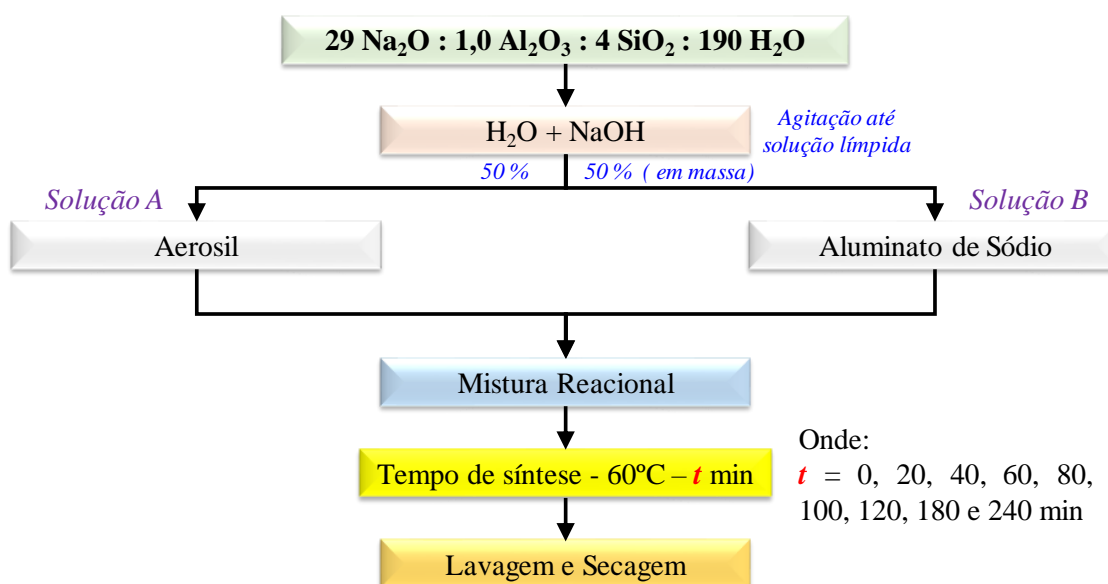 29 Na₂O : 1,0 Al₂O₃ : 4 SiO₂ : 190 H₂O
H₂O + NaOH
Agitação até
solução límpida
50 %
50 % ( em massa)
Solução A
Solução B
Aerosil
Aluminato de Sódio
Mistura Reacional
Tempo de síntese - 60ºC – t min
Onde:
t = 0, 20, 40, 60, 80,
100, 120, 180 e 240 min
Lavagem e Secagem